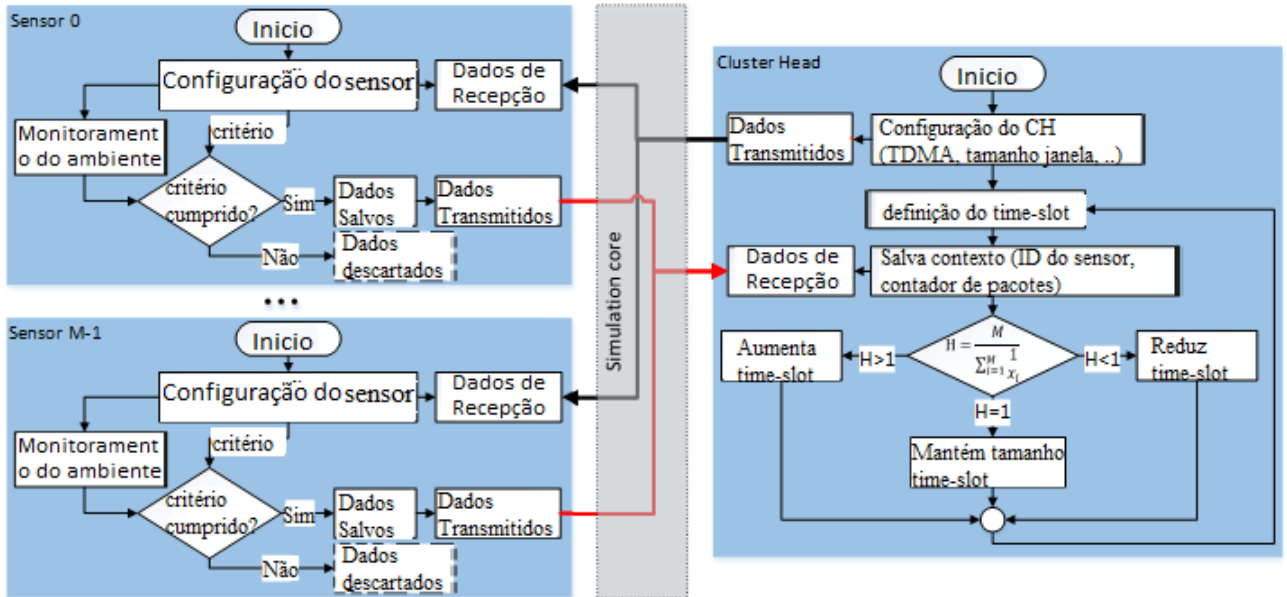 Sensor 0
Inicio
Configuração do sensor
Dados de
Recepção
critério
Monitorament
o do ambiente
critério
cumprido?
Sim
Dados
Salvos
Dados
Transmitidos
Não
Dados
descartados
...
Sensor M-1
Inicio
Configuração do sensor
Dados de
Recepção
critério
Monitorament
o do ambiente
critério
cumprido?
Sim
Dados
Salvos
Dados
Transmitidos
Não
Dados
descartados
Simulation core
Cluster Head
Inicio
Dados
Transmitidos
Configuração do CH
(TDMA, tamanho janela, ..)
definição do time-slot
Dados de
Recepção
Salva contexto (ID do sensor,
contador de pacotes)
H = M / ∑ᵢ₌₁ᴹ 1/xᵢ
H>1
Aumenta
time-slot
H<1
Reduz
time-slot
H=1
Mantém tamanho
time-slot